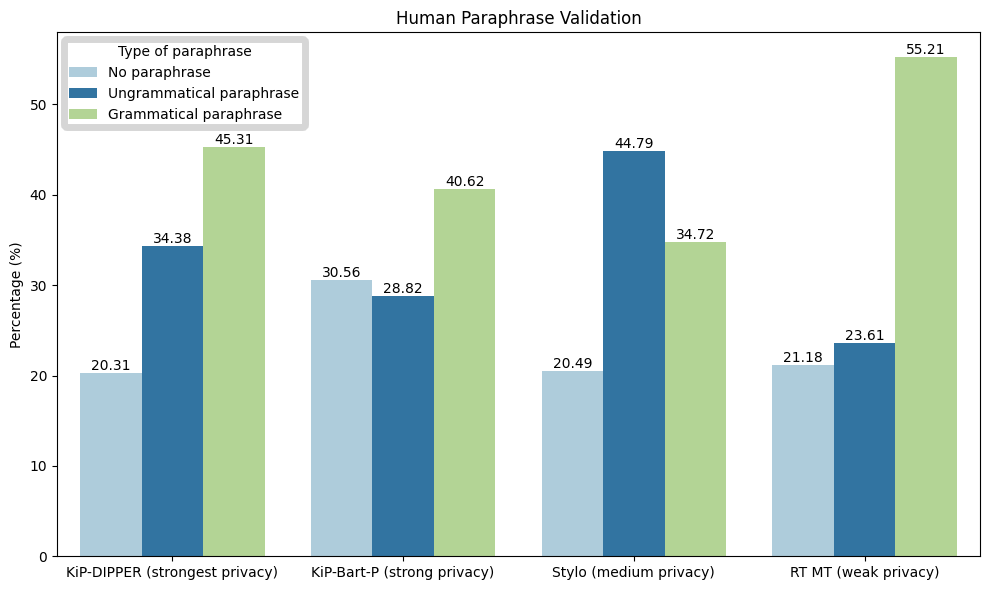 Human Paraphrase Validation
Type of paraphrase
No paraphrase
Ungrammatical paraphrase
Grammatical paraphrase
Percentage (%)
50
40
30
20
10
0
20.31
34.38
45.31
30.56
28.82
40.62
20.49
44.79
34.72
21.18
23.61
55.21
KiP-DIPPER (strongest privacy)
KiP-Bart-P (strong privacy)
Stylo (medium privacy)
RT MT (weak privacy)